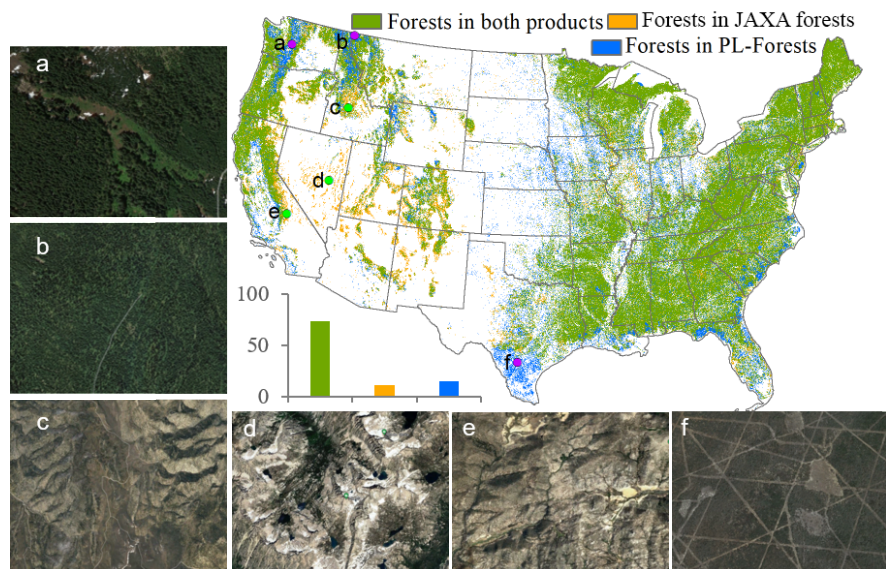 Forests in both products
Forests in JAXA forests
Forests in PL-Forests
a
b
a
c
d
e
b
100
50
f
0
c
d
e
f